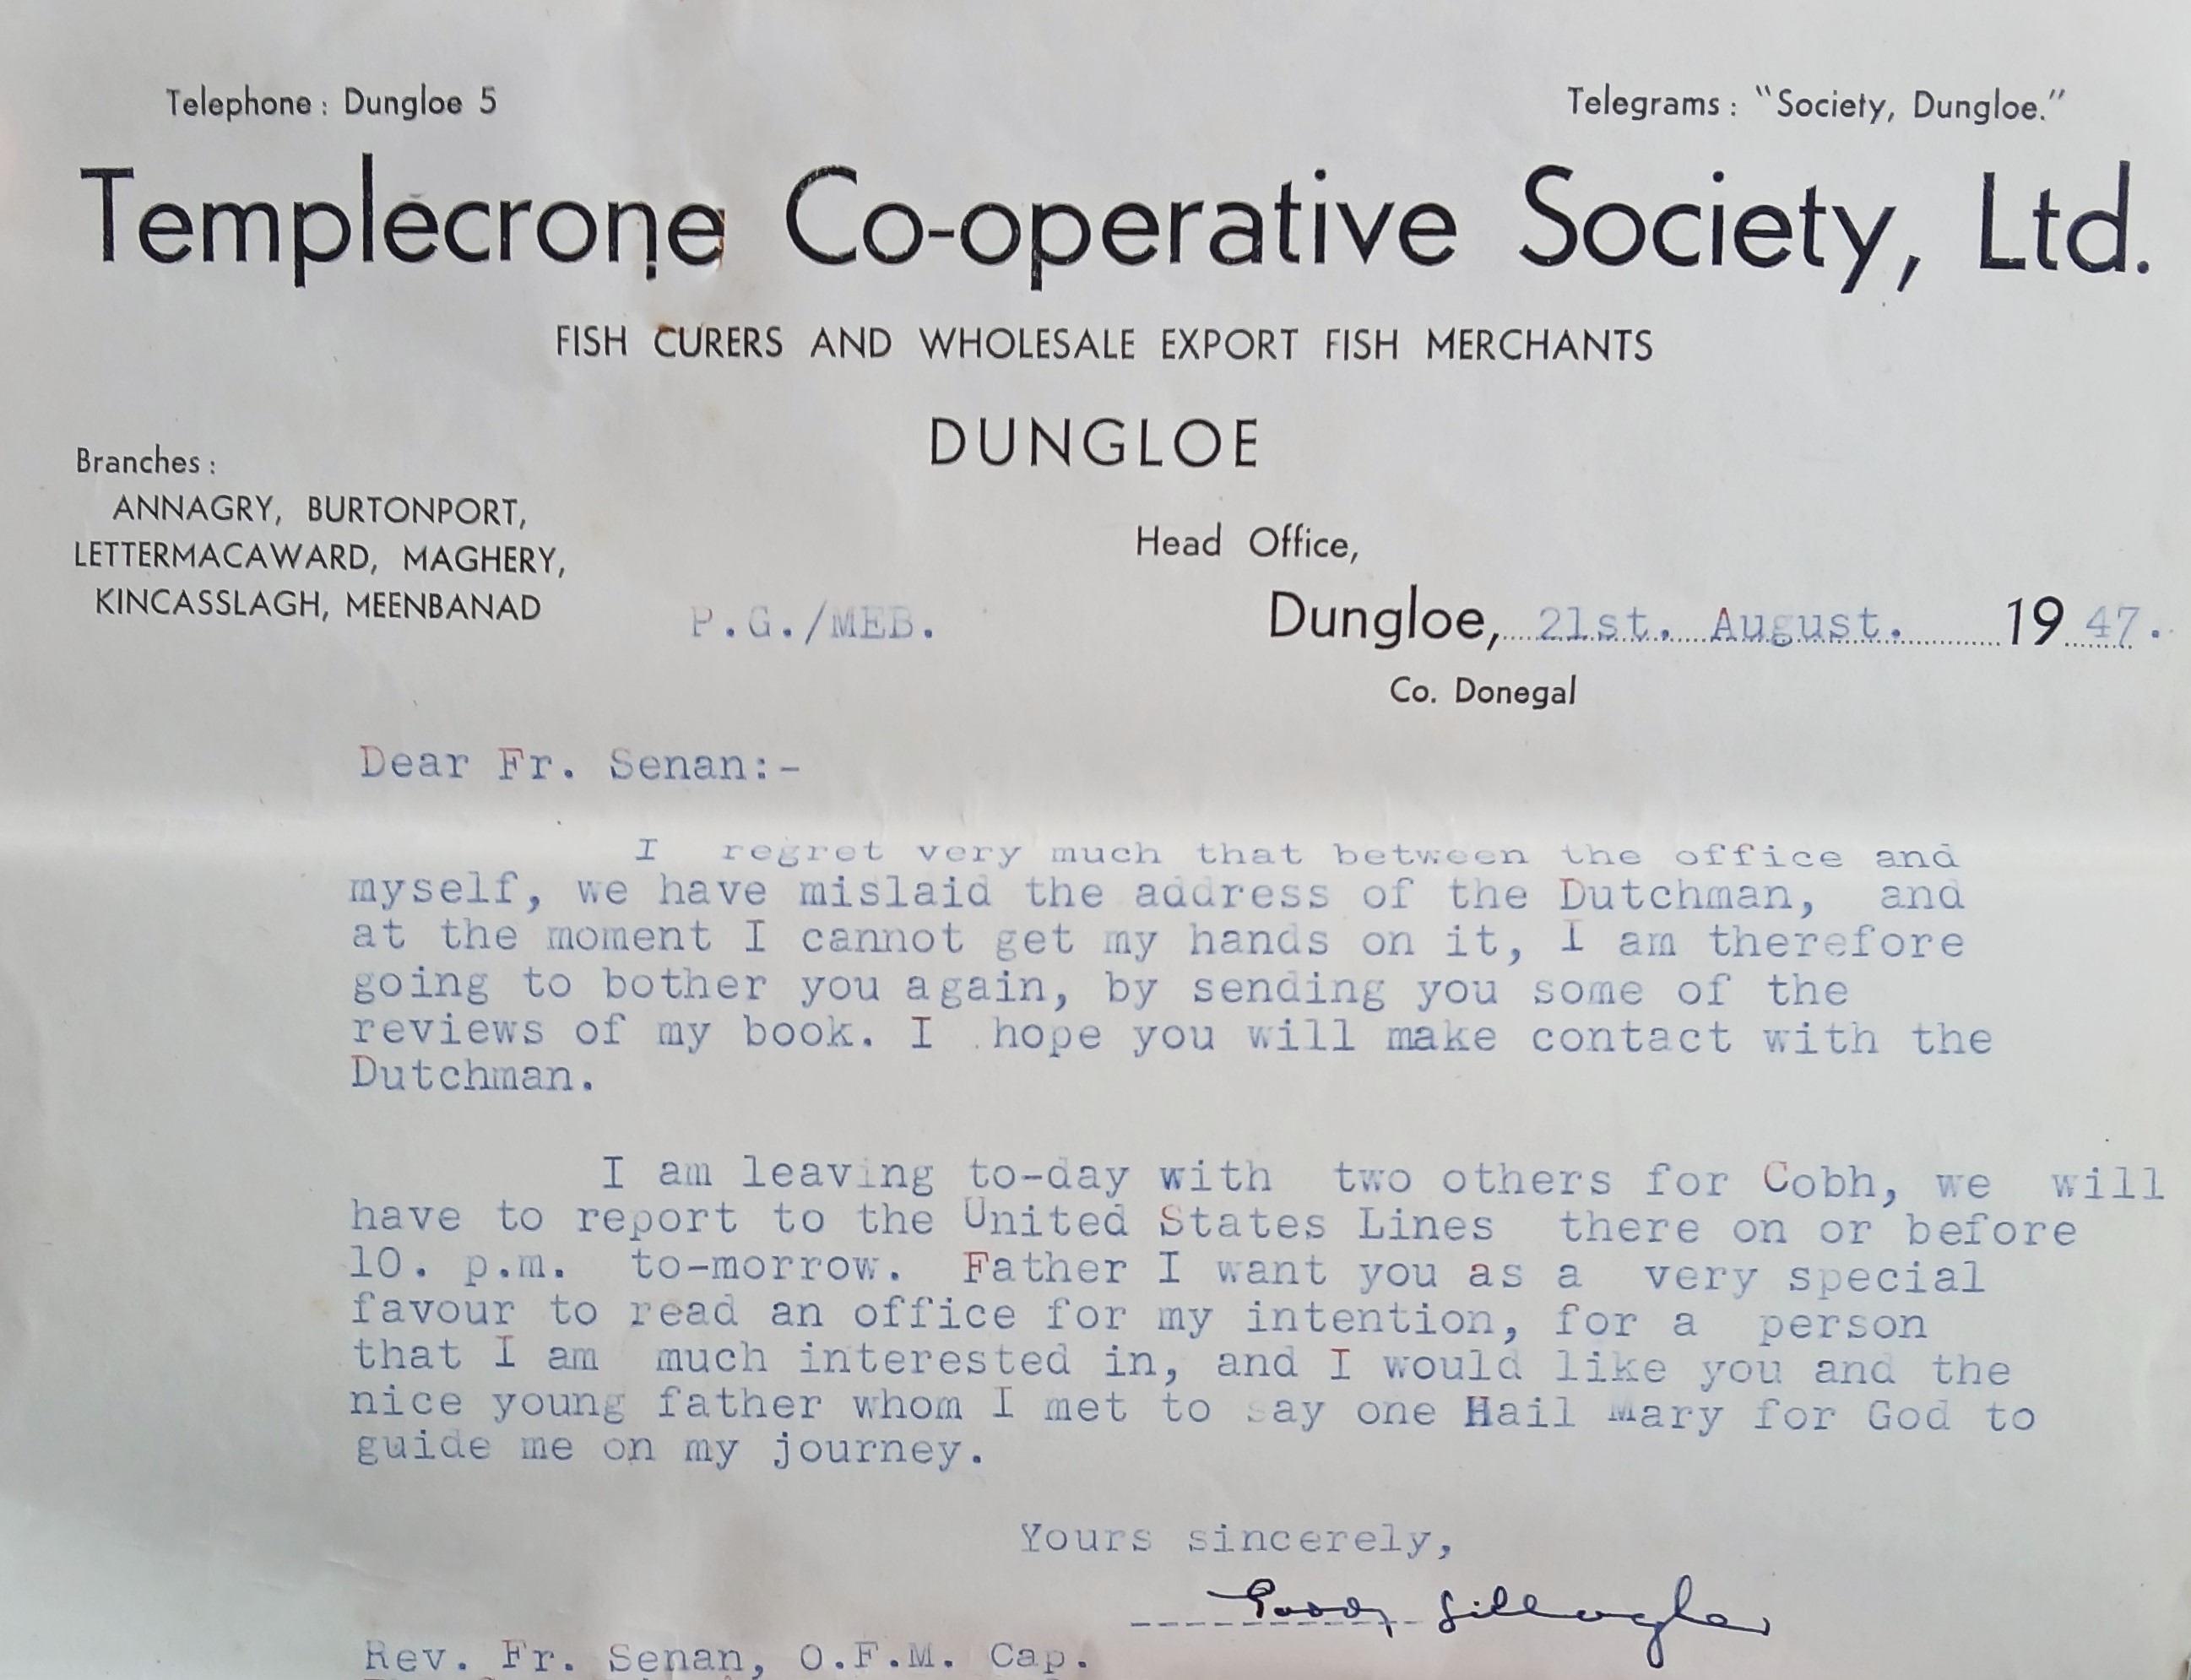 Telephone: Dungloe 5
Telegrams: "Society, Dungloe."
Templecrone Co-operative Society, Ltd.
FISH CURERS AND WHOLESALE EXPORT FISH MERCHANTS
DUNGLOE
Branches:
ANNAGRY, BURTONPORT,
LETTERMACAWARD, MAGHERY,
KINCASSLAGH, MEENBANAD
Head Office,
P.G./MEB.
Dungloe, 21st. August. 1947.
Co. Donegal
Dear Fr. Senan:-
I regret very much that between the office and
myself, we have mislaid the address of the Dutchman, and
at the moment I cannot get my hands on it, I am therefore
going to bother you again, by sending you some of the
reviews of my book. I hope you will make contact with the
Dutchman.
I am leaving to-day with two others for Cobh, we will
have to report to the United States Lines there on or before
10. p.m. to-morrow. Father I want you as a very special
favour to read an office for my intention, for a person
that I am much interested in, and I would like you and the
nice young father whom I met to say one Hail Mary for God to
guide me on my journey.
Yours sincerely,
Paddy Gallagher
Rev. Fr. Senan, O.F.M. Cap.